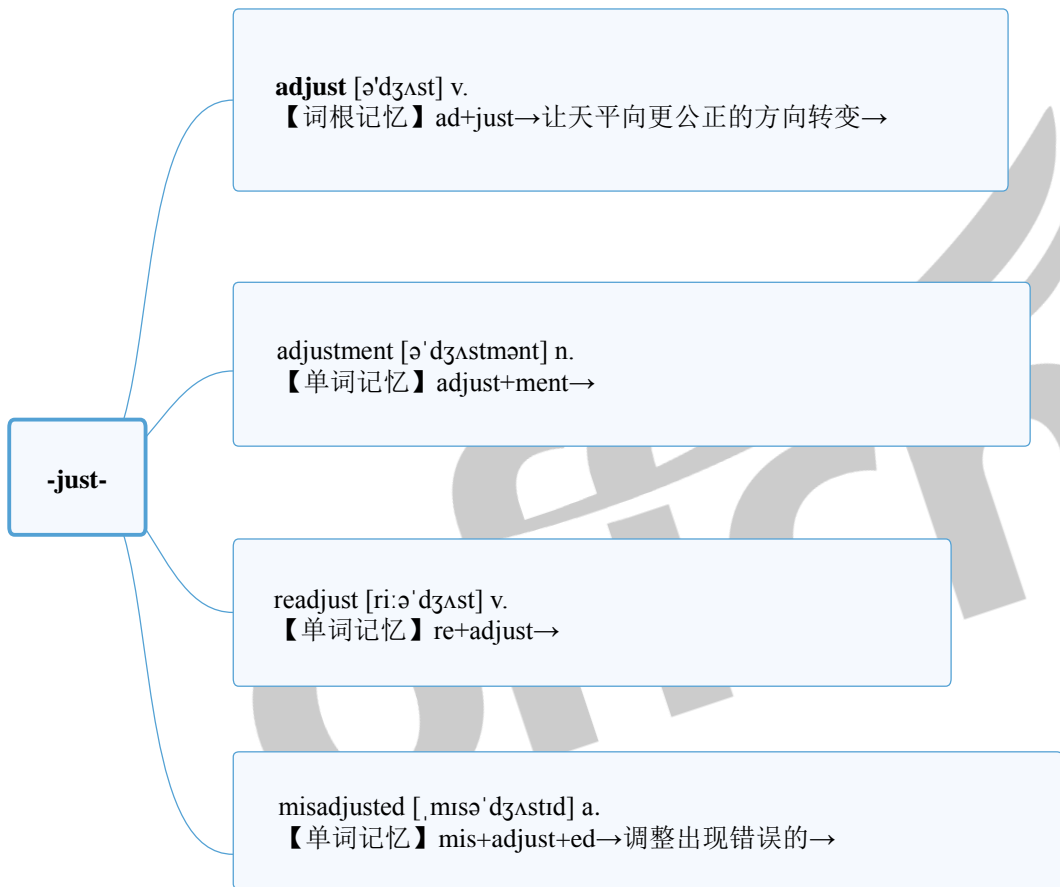 -just-
adjust [ə'dʒʌst] v.
【词根记忆】ad+just→让天平向更公正的方向转变→
adjustment [əˈdʒʌstmənt] n.
【单词记忆】adjust+ment→
readjust [riːəˈdʒʌst] v.
【单词记忆】re+adjust→
misadjusted [ˌmɪsəˈdʒʌstɪd] a.
【单词记忆】mis+adjust+ed→调整出现错误的→